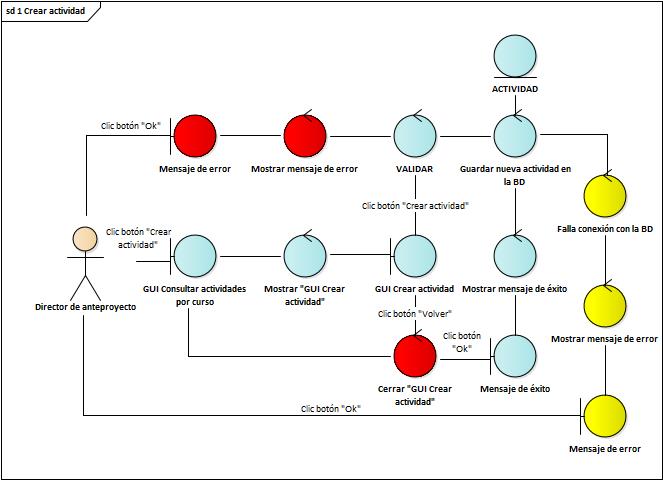 sd 1 Crear actividad
ACTIVIDAD
Clic botón "Ok"
Mensaje de error
Mostrar mensaje de error
VALIDAR
Guardar nueva actividad en
la BD
Clic botón "Crear actividad"
Falla conexión con la BD
Clic botón "Crear
actividad"
GUI Consultar actividades
por curso
Mostrar "GUI Crear
actividad"
GUI Crear actividad
Mostrar mensaje de éxito
Director de anteproyecto
Clic botón "Volver"
Clic botón
"Ok"
Mostrar mensaje de error
Cerrar "GUI Crear
actividad"
Mensaje de éxito
Clic botón "Ok"
Mensaje de error